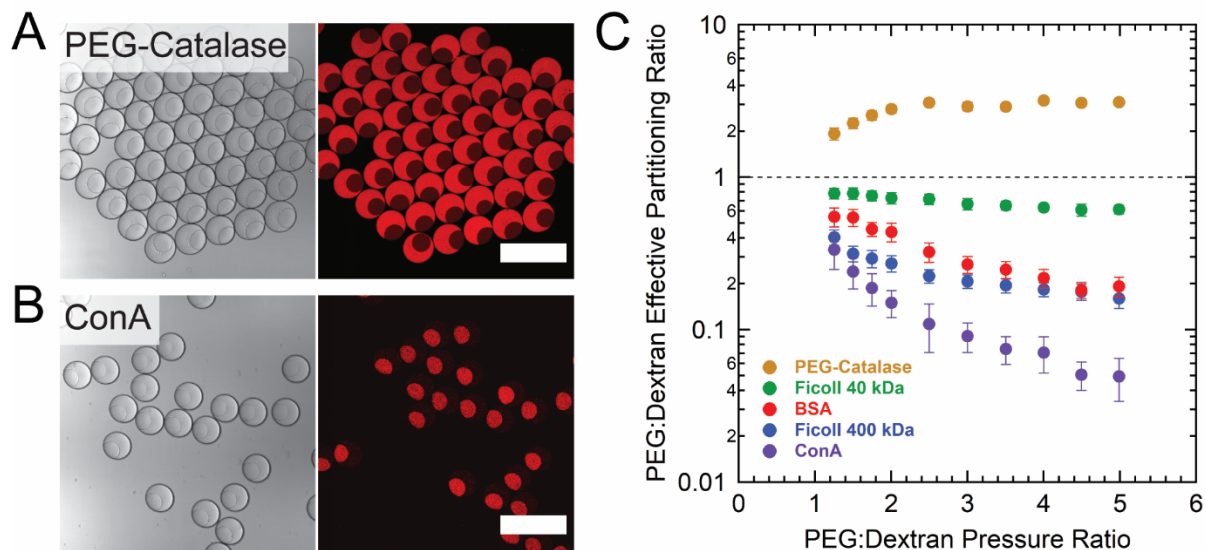 A
PEG-Catalase
B
ConA
C
PEG:Dextran Effective Partitioning Ratio
10
6
4
2
1
6
4
2
0.1
6
4
2
0.01
PEG-Catalase
Ficoll 40 kDa
BSA
Ficoll 400 kDa
ConA
0 1 2 3 4 5 6
PEG:Dextran Pressure Ratio